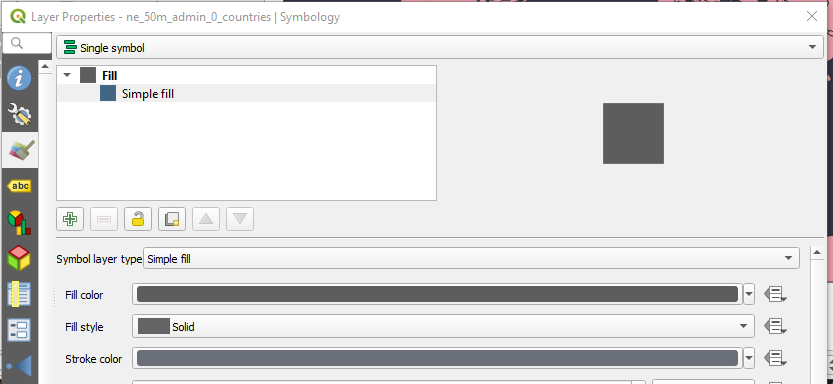 Layer Properties - ne_50m_admin_0_countries | Symbology
Single symbol
Fill
Simple fill
abc
Symbol layer type Simple fill
Fill color
Fill style Solid
Stroke color